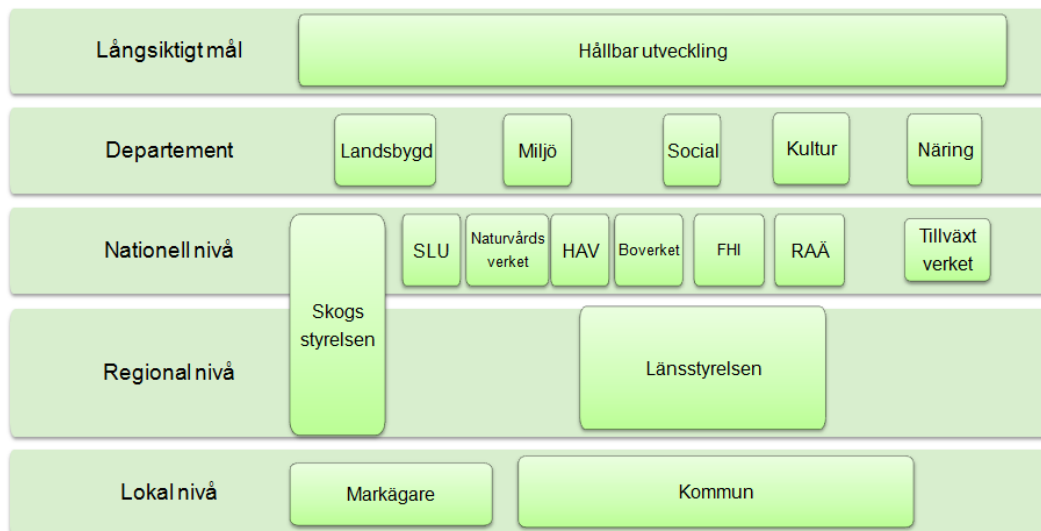 Långsiktigt mål
Hållbar utveckling
Departement
Landsbygd
Miljö
Social
Kultur
Näring
Nationell nivå
SLU
Naturvårds
verket
HAV
Boverket
FHI
RAÄ
Tillväxt
verket
Skogs
styrelsen
Regional nivå
Länsstyrelsen
Lokal nivå
Markägare
Kommun